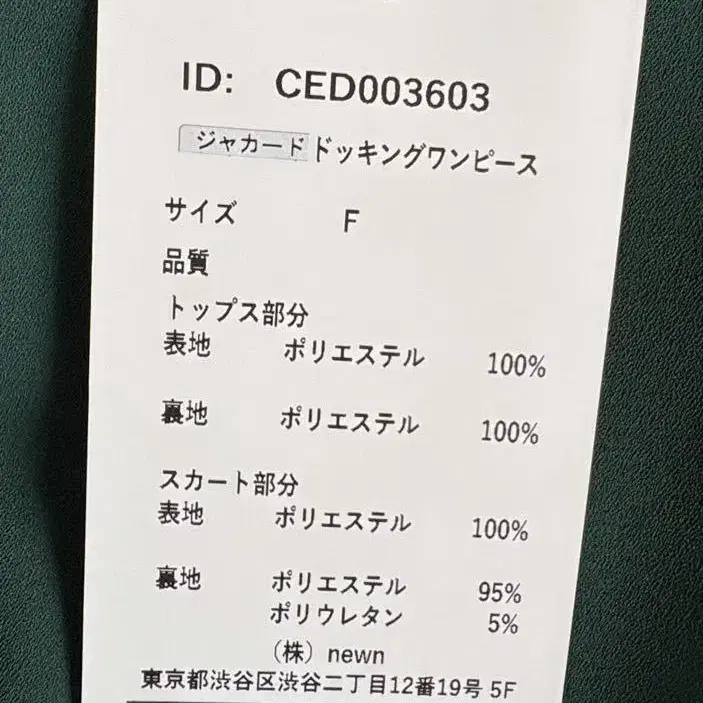 ID: CED003603
ジャカードドッキングワンピース
サイズ F
品質
トップス部分
表地 ポリエステル 100%
裏地 ポリエステル 100%
スカート部分
表地 ポリエステル 100%
裏地 ポリエステル 95%
ポリウレタン 5%
（株）newn
東京都渋谷区渋谷二丁目12番19号 5F